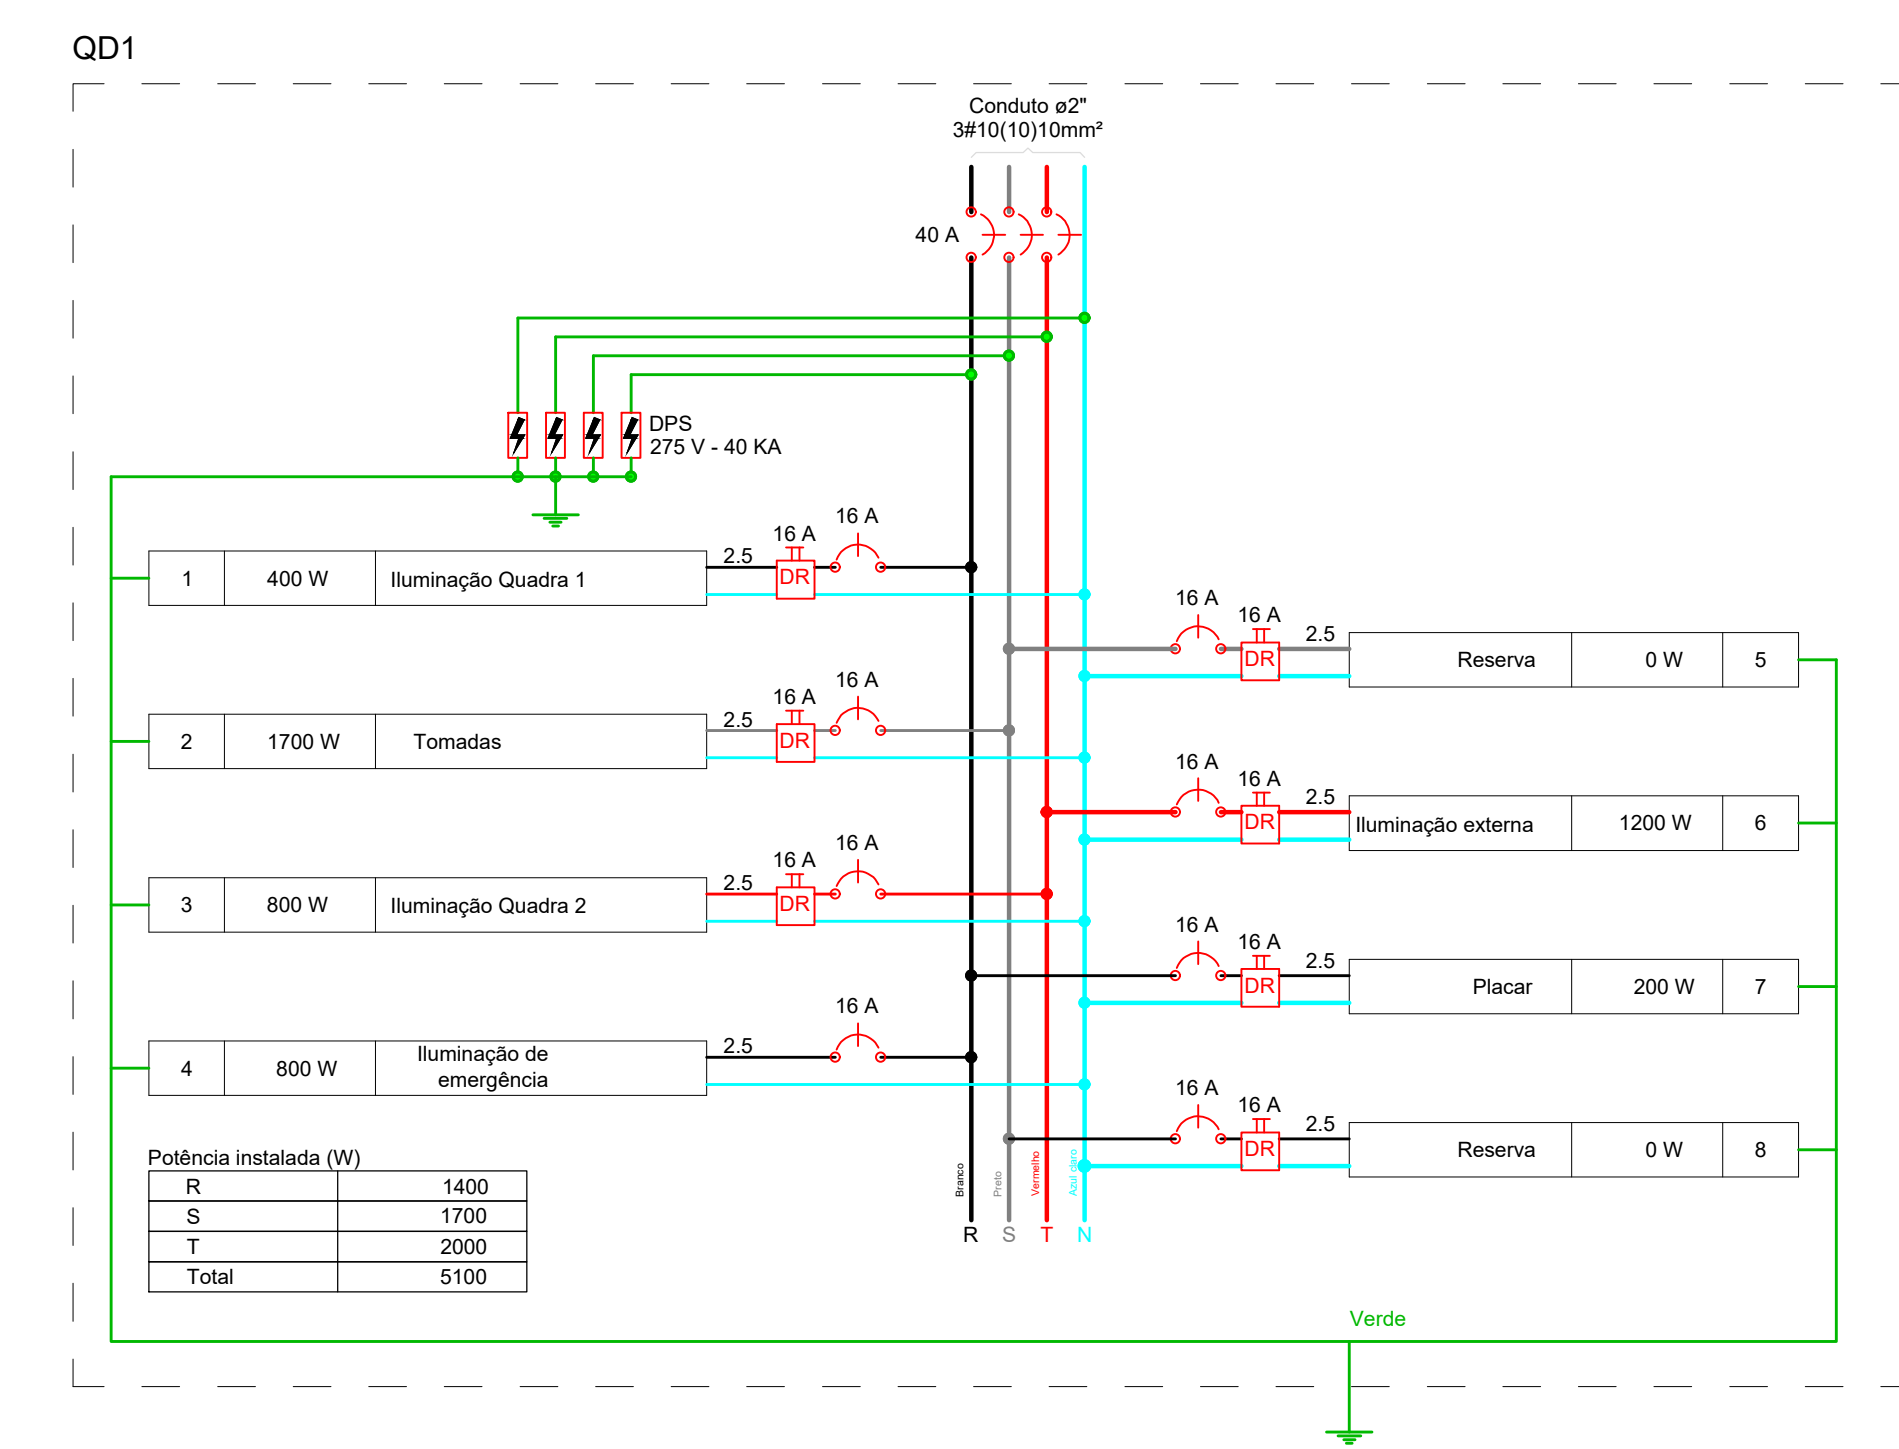 QD1
Conduto ø2"
3#10(10)10mm²
40 A
DPS
275 V - 40 KA
16 A
16 A
2.5
DR
1 400 W Iluminação Quadra 1
16 A
16 A
2.5
DR
Reserva 0 W 5
16 A
16 A
2.5
DR
2 1700 W Tomadas
16 A
16 A
2.5
DR
Iluminação externa 1200 W 6
16 A
16 A
2.5
DR
3 800 W Iluminação Quadra 2
16 A
16 A
2.5
DR
Placar 200 W 7
16 A
2.5
4 800 W Iluminação de
emergência
16 A
16 A
2.5
DR
Reserva 0 W 8
Potência instalada (W)
R 1400
S 1700
T 2000
Total 5100
Branco
Preto
Vermelho
Azul claro
R S T N
Verde